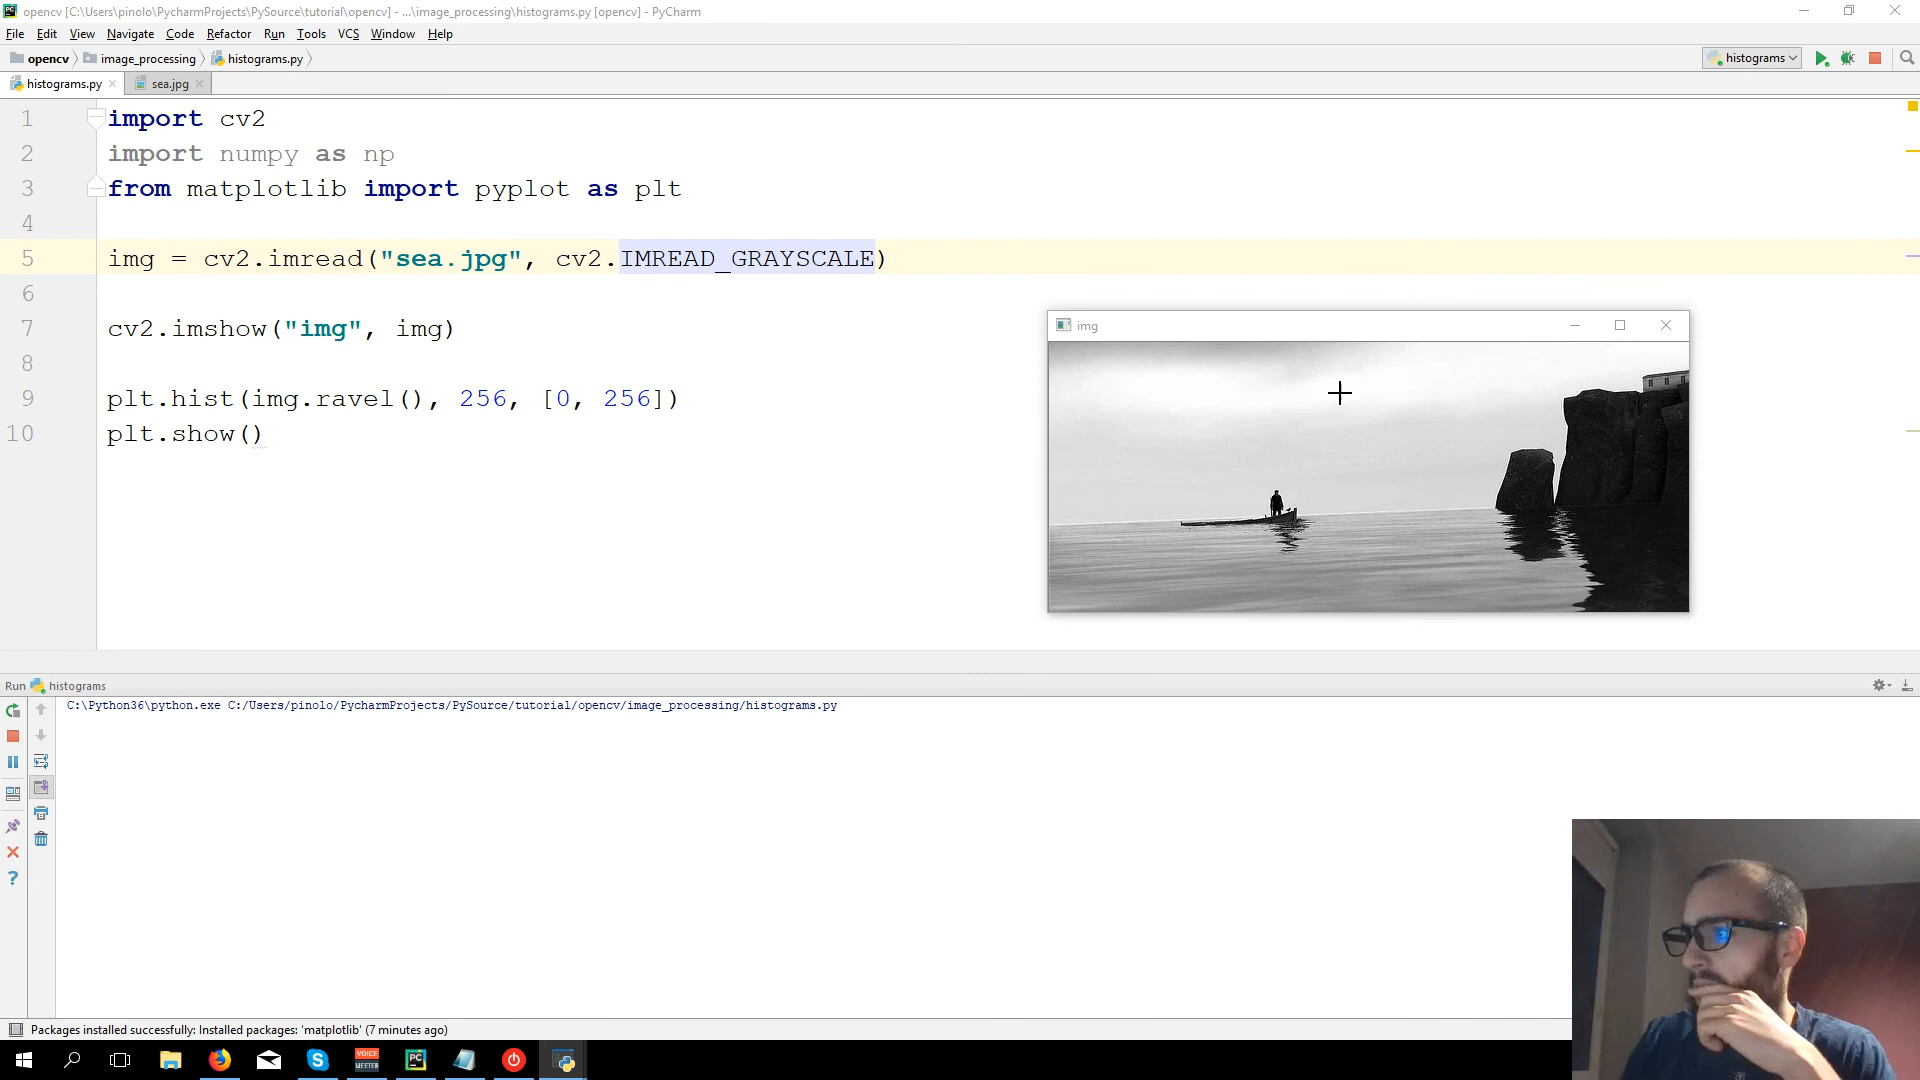 opencv [C:\Users\pinolo\PycharmProjects\PySource\tutorial\opencv] - ...\image_processing\histograms.py [opencv] - PyCharm
File Edit View Navigate Code Refactor Run Tools VCS Window Help
opencv image_processing histograms.py histograms
histograms.py sea.jpg
1 import cv2
2 import numpy as np
3 from matplotlib import pyplot as plt
4
5 img = cv2.imread("sea.jpg", cv2.IMREAD_GRAYSCALE)
6
7 cv2.imshow("img", img)
img
8
9 plt.hist(img.ravel(), 256, [0, 256])
10 plt.show()
Run histograms
C:\Python36\python.exe C:/Users/pinolo/PycharmProjects/PySource/tutorial/opencv/image_processing/histograms.py
Packages installed successfully: Installed packages: 'matplotlib' (7 minutes ago)
VOICE
MEETER
PC